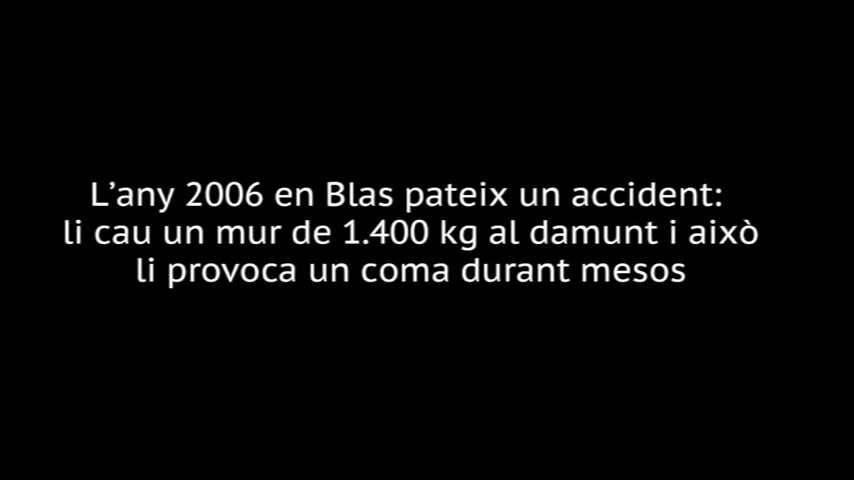 L’any 2006 en Blas pateix un accident:
li cau un mur de 1.400 kg al damunt i això
li provoca un coma durant mesos